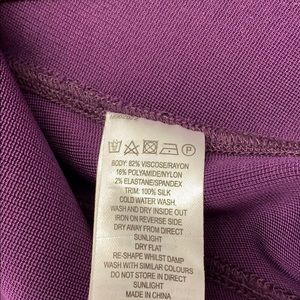 BODY: 82% VISCOSE/RAYON
16% POLYAMIDE/NYLON
2% ELASTANE/SPANDEX
TRIM: 100% SILK
COLD WATER WASH
WASH AND DRY INSIDE OUT
IRON ON REVERSE SIDE
DRY AWAY FROM DIRECT
SUNLIGHT
DRY FLAT
RE-SHAPE WHILST DAMP
WASH WITH SIMILAR COLOURS
DO NOT STORE IN DIRECT
SUNLIGHT
MADE IN CHINA